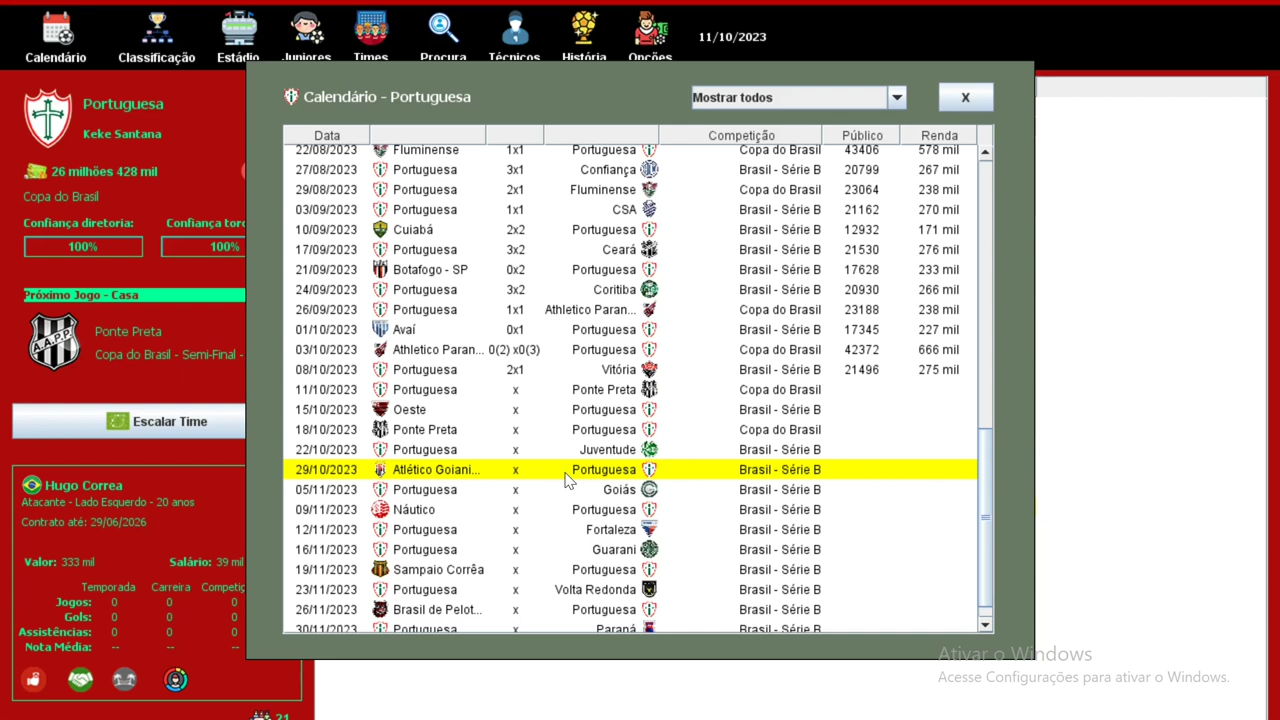 Calendário Classificação Estádio Juniores Times Procura Técnicos História Opções 11/10/2023
Portuguesa
Keke Santana
26 milhões 428 mil
Copa do Brasil
Confiança diretoria: Confiança torc
100% 100%
Próximo Jogo - Casa
Ponte Preta
Copa do Brasil - Semi-Final -
Escalar Time
Hugo Correa
Atacante - Lado Esquerdo - 20 anos
Contrato até: 29/06/2026
Valor: 333 mil Salário: 39 mil
Temporada Carreira Competiç
Jogos: 0 0 0
Gols: 0 0 0
Assistências: 0 0 0
Nota Média: -- -- --
21
Calendário - Portuguesa Mostrar todos X
Data Competição Público Renda
22/08/2023 Fluminense 1x1 Portuguesa Copa do Brasil 43406 578 mil
27/08/2023 Portuguesa 3x1 Confiança Brasil - Série B 20799 267 mil
29/08/2023 Portuguesa 2x1 Fluminense Copa do Brasil 23064 238 mil
03/09/2023 Portuguesa 1x1 CSA Brasil - Série B 21162 270 mil
10/09/2023 Cuiabá 2x2 Portuguesa Brasil - Série B 12932 171 mil
17/09/2023 Portuguesa 3x2 Ceará Brasil - Série B 21530 276 mil
21/09/2023 Botafogo - SP 0x2 Portuguesa Brasil - Série B 17628 233 mil
24/09/2023 Portuguesa 3x2 Coritiba Brasil - Série B 20930 266 mil
26/09/2023 Portuguesa 1x1 Athletico Paran... Copa do Brasil 23188 238 mil
01/10/2023 Avaí 0x1 Portuguesa Brasil - Série B 17345 227 mil
03/10/2023 Athletico Paran... 0(2) x0(3) Portuguesa Copa do Brasil 42372 666 mil
08/10/2023 Portuguesa 2x1 Vitória Brasil - Série B 21496 275 mil
11/10/2023 Portuguesa x Ponte Preta Copa do Brasil
15/10/2023 Oeste x Portuguesa Brasil - Série B
18/10/2023 Ponte Preta x Portuguesa Copa do Brasil
22/10/2023 Portuguesa x Juventude Brasil - Série B
29/10/2023 Atlético Goiani... x Portuguesa Brasil - Série B
05/11/2023 Portuguesa x Goiás Brasil - Série B
09/11/2023 Náutico x Portuguesa Brasil - Série B
12/11/2023 Portuguesa x Fortaleza Brasil - Série B
16/11/2023 Portuguesa x Guarani Brasil - Série B
19/11/2023 Sampaio Corrêa x Portuguesa Brasil - Série B
23/11/2023 Portuguesa x Volta Redonda Brasil - Série B
26/11/2023 Brasil de Pelot... x Portuguesa Brasil - Série B
30/11/2023 Portuguesa x Paraná Brasil - Série B
Ativar o Windows
Acesse Configurações para ativar o Windows.